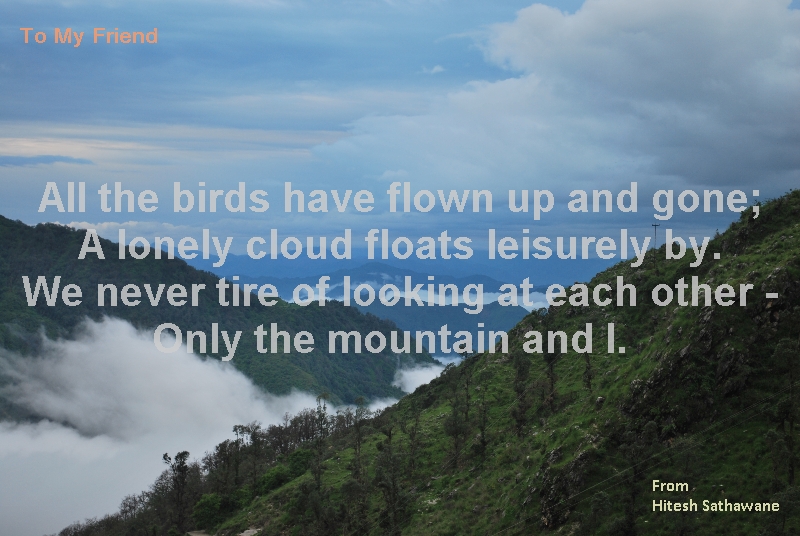 To My Friend
All the birds have flown up and gone;
A lonely cloud floats leisurely by.
We never tire of looking at each other -
Only the mountain and I.
From
Hitesh Sathawane